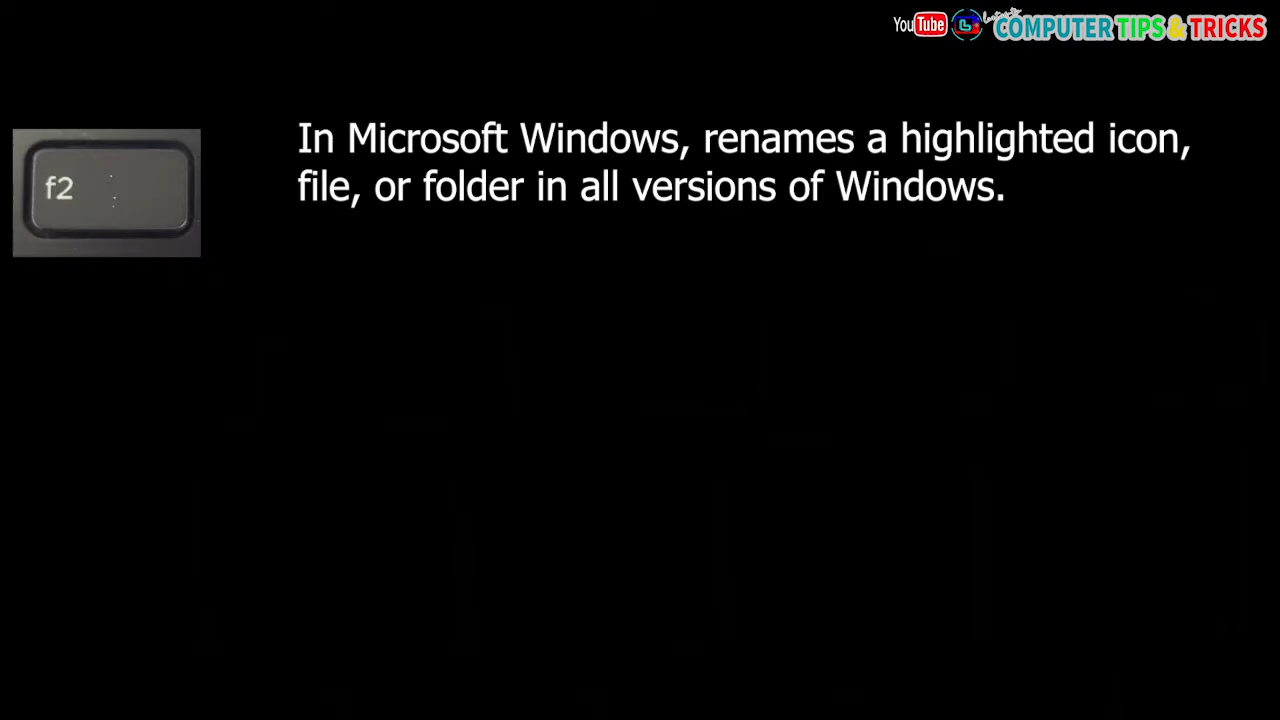 YouTube
COMPUTER TIPS & TRICKS
In Microsoft Windows, renames a highlighted icon,
f2
file, or folder in all versions of Windows.